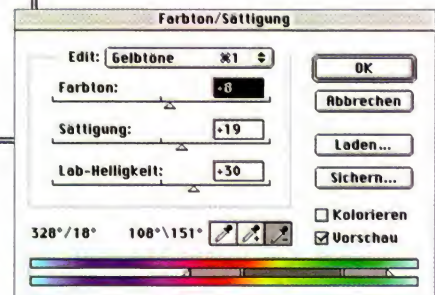 Farbton/Sättigung
Edit: Gelbtöne ⌘1
Farbton:
+8
Sättigung:
+19
Lab-Helligkeit:
+30
328°/18° 108°\151°
OK
Abbrechen
Laden...
Sichern...
Kolorieren
Vorschau